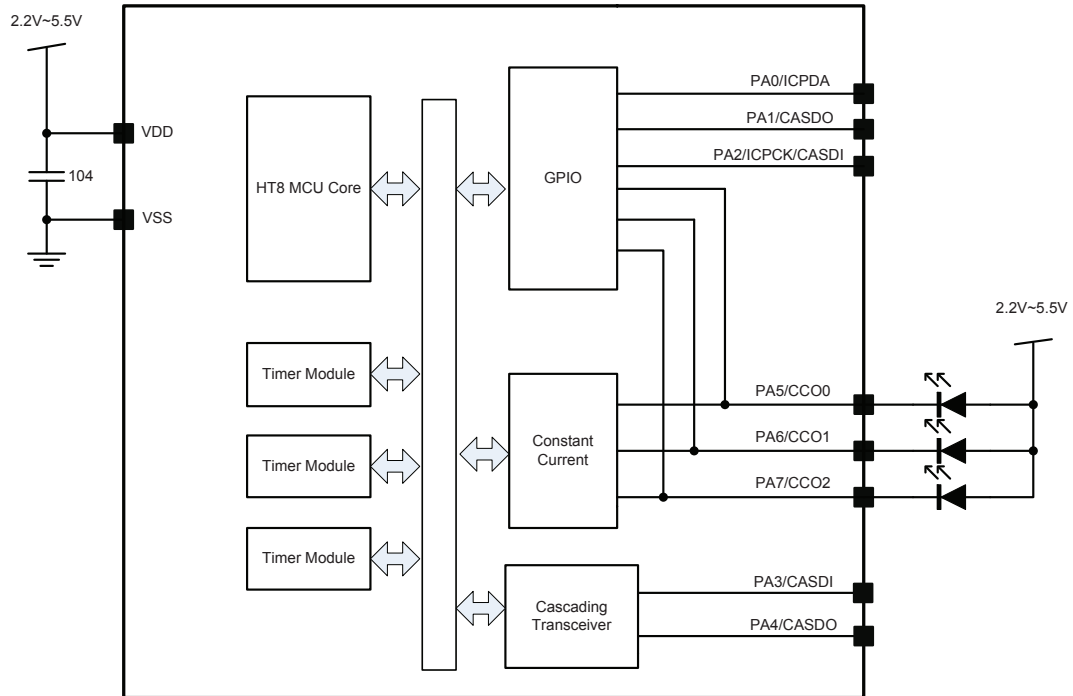 2.2V~5.5V
VDD
104
VSS
HT8 MCU Core
GPIO
PA0/ICPDA
PA1/CASDO
PA2/ICPCK/CASDI
2.2V~5.5V
Timer Module
Timer Module
Timer Module
Constant
Current
PA5/CCO0
PA6/CCO1
PA7/CCO2
Cascading
Transceiver
PA3/CASDI
PA4/CASDO